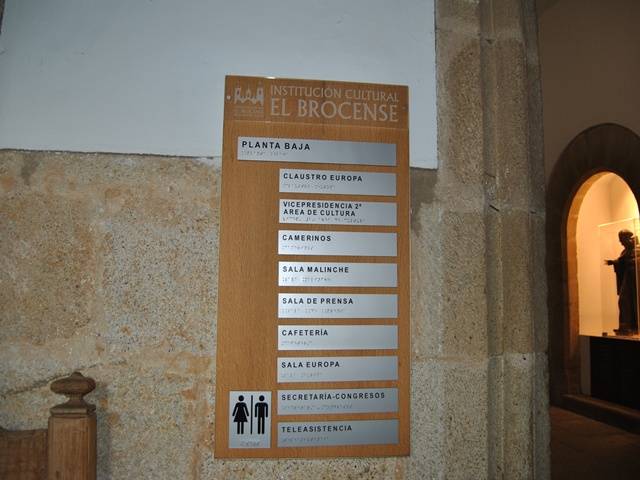 INSTITUCIÓN CULTURAL
EL BROCENSE
PLANTA BAJA
CLAUSTRO EUROPA
VICEPRESIDENCIA 2ª
AREA DE CULTURA
CAMERINOS
SALA MALINCHE
SALA DE PRENSA
CAFETERÍA
SALA EUROPA
SECRETARÍA-CONGRESOS
TELEASISTENCIA